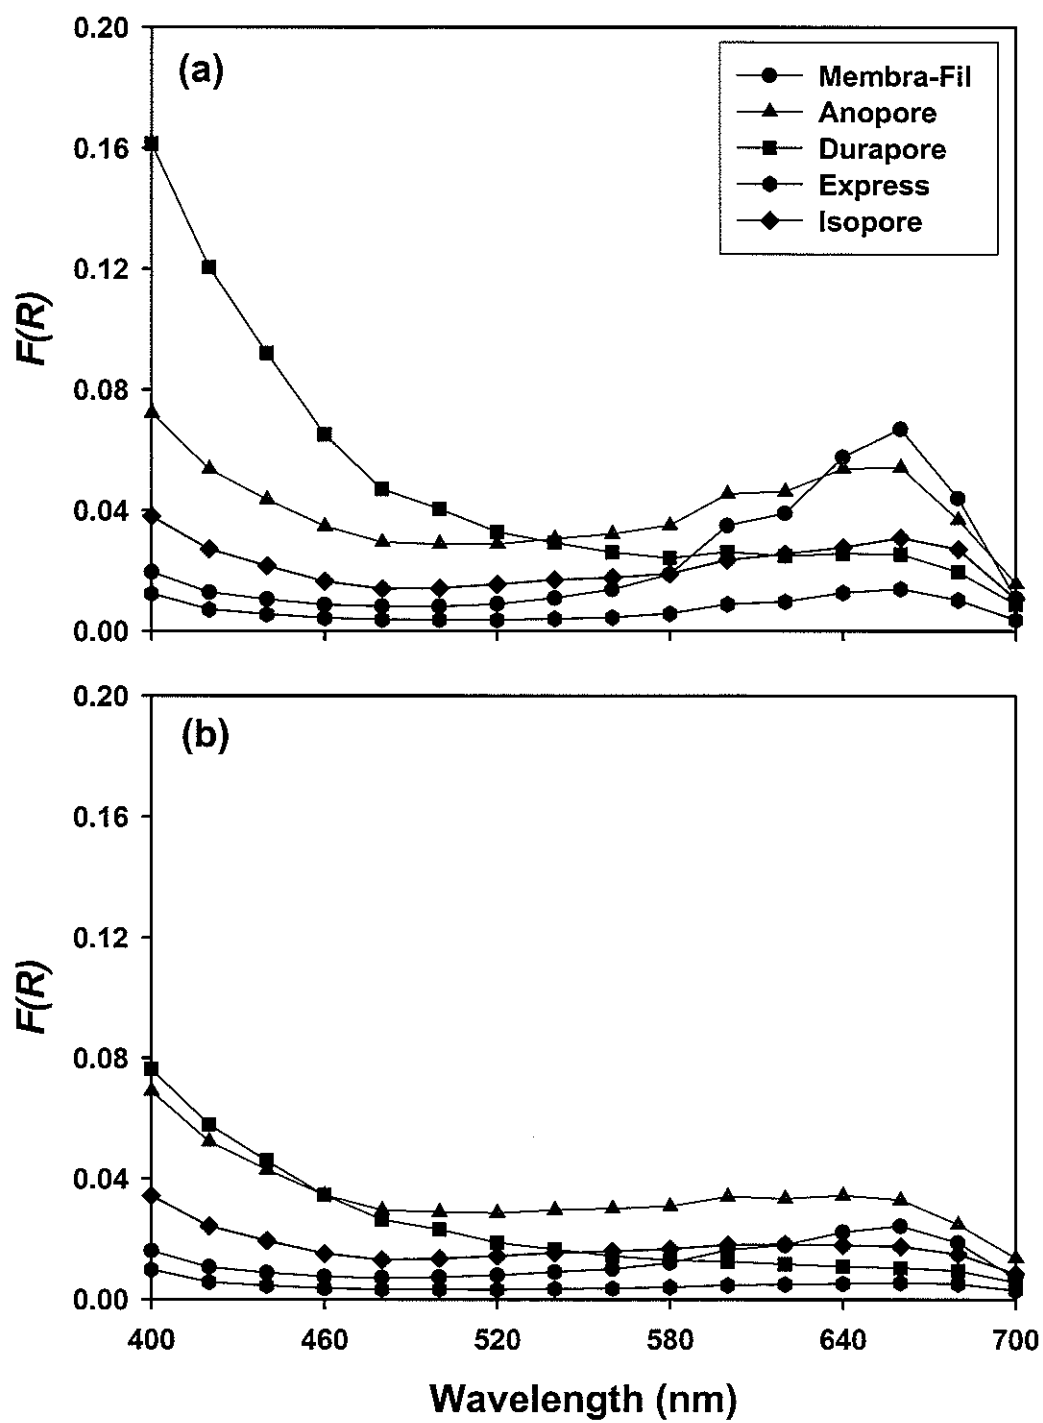 0.20
(a)
Membra-Fil
Anopore
Durapore
Express
Isopore
0.16
0.12
0.08
0.04
0.00
F(R)
0.20
(b)
0.16
0.12
0.08
0.04
0.00
F(R)
400 460 520 580 640 700
Wavelength (nm)